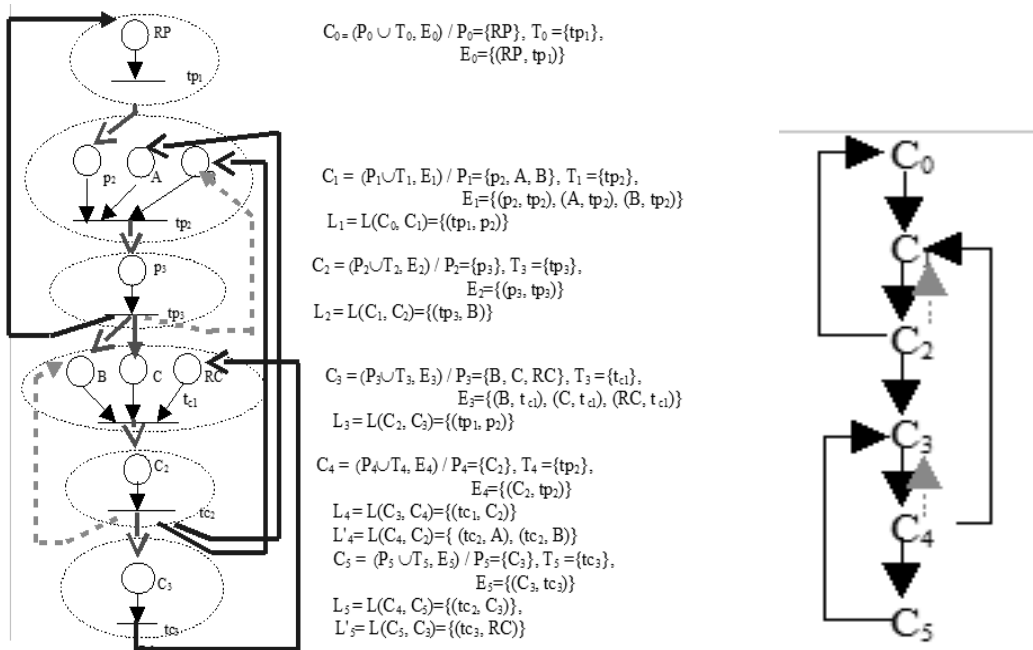 RP
tp₁
p₂
A
B
tp₂
p₃
tp₃
B
C
RC
t꜀₁
C₂
tc₂
C₃
tc₃
C₀ = (P₀ ∪ T₀, E₀) / P₀={RP}, T₀ ={tp₁},
E₀={(RP, tp₁)}
C₁ = (P₁∪T₁, E₁) / P₁={p₂, A, B}, T₁ ={tp₂},
E₁={(p₂, tp₂), (A, tp₂), (B, tp₂)}
L₁ = L(C₀, C₁)={(tp₁, p₂)}
C₂ = (P₂∪T₂, E₂) / P₂={p₃}, T₃ ={tp₃},
E₂={(p₃, tp₃)}
L₂ = L(C₁, C₂)={(tp₃, B)}
C₃ = (P₃∪T₃, E₃) / P₃={B, C, RC}, T₃ ={t꜀₁},
E₃={(B, t꜀₁), (C, t꜀₁), (RC, t꜀₁)}
L₃ = L(C₂, C₃)={(tp₁, p₂)}
C₄ = (P₄∪T₄, E₄) / P₄={C₂}, T₄ ={tp₂},
E₄={(C₂, tp₂)}
L₄ = L(C₃, C₄)={(tc₁, C₂)}
L'₄ = L(C₄, C₂)={ (tc₂, A), (tc₂, B)}
C₅ = (P₅ ∪T₅, E₅) / P₅={C₃}, T₅ ={tc₃},
E₅={(C₃, tc₃)}
L₅ = L(C₄, C₅)={(tc₂, C₃)},
L'₅ = L(C₅, C₃)={(tc₃, RC)}
C₀
C
C₂
C₃
C₄
C₅